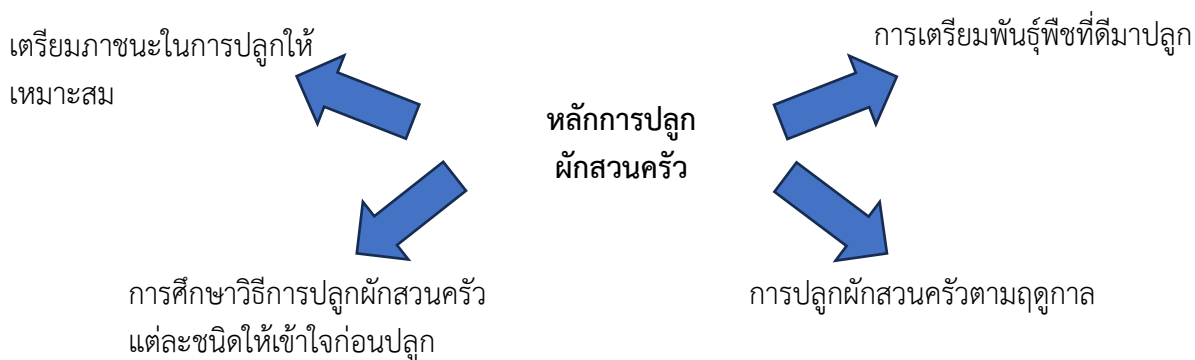 เตรียมภาชนะในการปลูกให้
เหมาะสม
การเตรียมพันธุ์พืชที่ดีมาปลูก
หลักการปลูก
ผักสวนครัว
การศึกษาวิธีการปลูกผักสวนครัว
แต่ละชนิดให้เข้าใจก่อนปลูก
การปลูกผักสวนครัวตามฤดูกาล